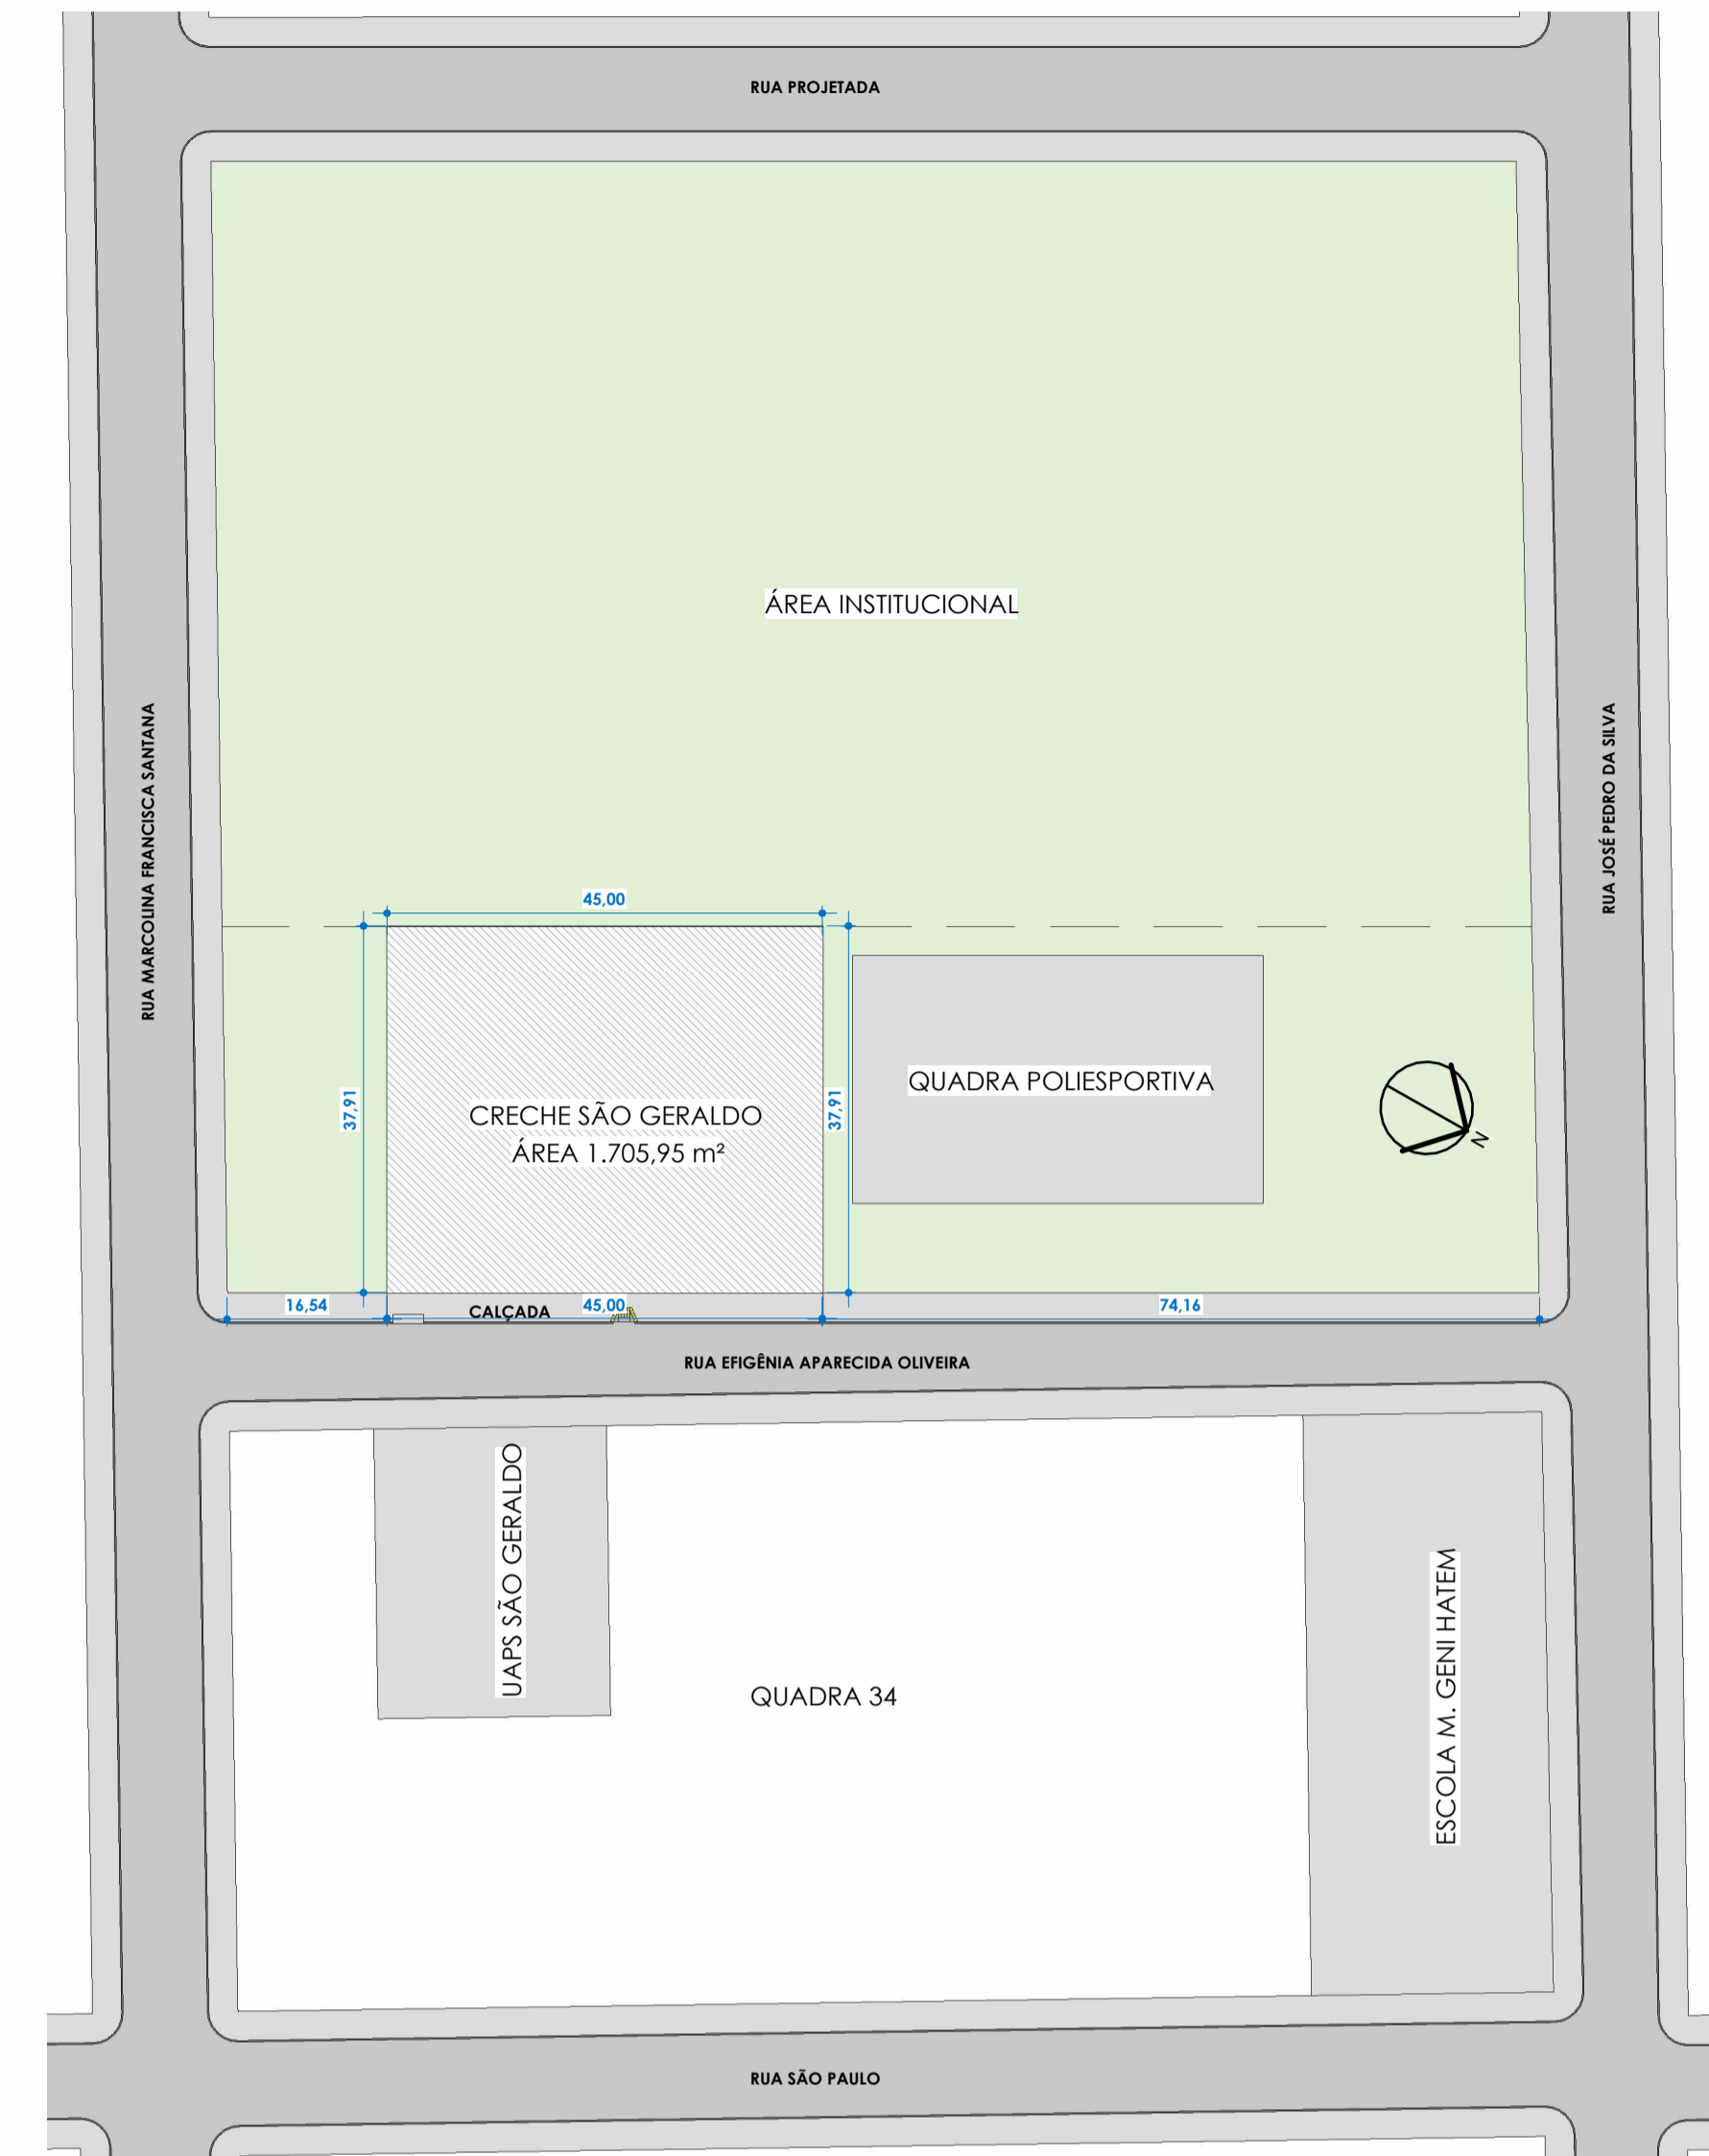 RUA PROJETADA
ÁREA INSTITUCIONAL
RUA MARCOLINA FRANCISCA SANTANA
RUA JOSÉ PEDRO DA SILVA
45,00
37,91
37,91
CRECHE SÃO GERALDO
ÁREA 1.705,95 m²
QUADRA POLIESPORTIVA
N
16,54
CALÇADA
45,00
74,16
RUA EFIGÊNIA APARECIDA OLIVEIRA
UAPS SÃO GERALDO
QUADRA 34
ESCOLA M. GENI HATEM
RUA SÃO PAULO